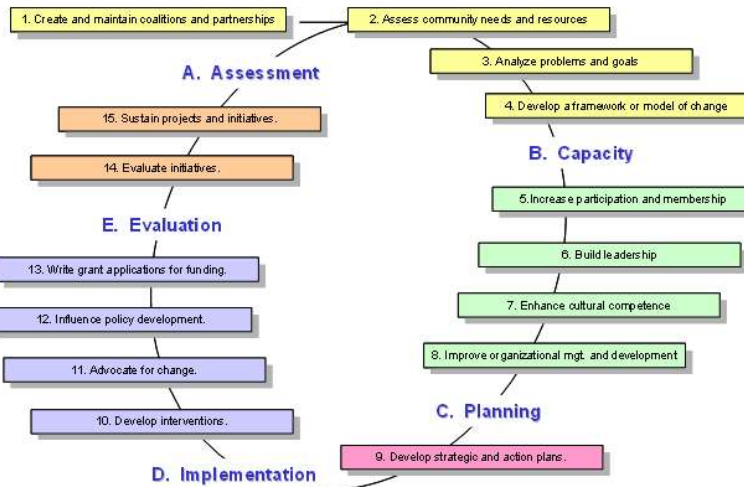 1. Create and maintain coalitions and partnerships
2. Assess community needs and resources
3. Analyze problems and goals
A. Assessment
4. Develop a framework or model of change
15. Sustain projects and initiatives.
B. Capacity
14. Evaluate initiatives.
5.Increase participation and membership
E. Evaluation
6. Build leadership
13. Write grant applications for funding.
7. Enhance cultural competence
12. Influence policy development.
8. Improve organizational mgt. and development
11. Advocate for change.
C. Planning
10. Develop interventions.
9. Develop strategic and action plans.
D. Implementation